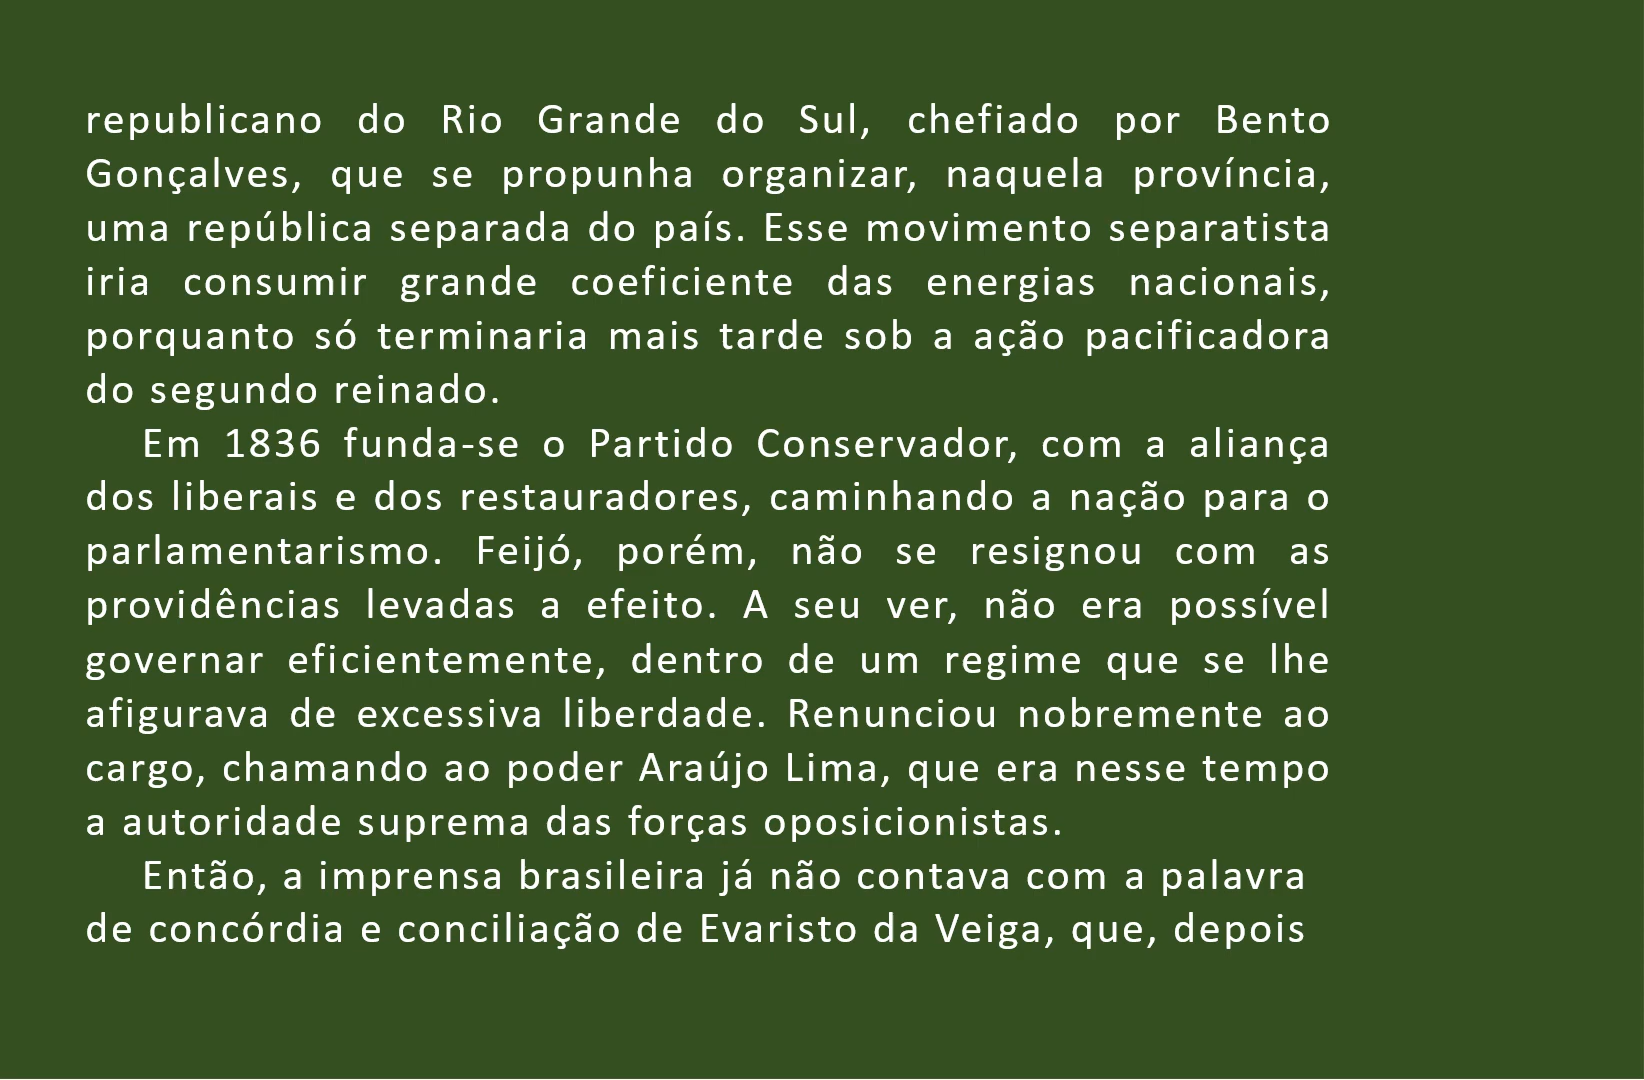 republicano do Rio Grande do Sul, chefiado por Bento
Gonçalves, que se propunha organizar, naquela província,
uma república separada do país. Esse movimento separatista
iria consumir grande coeficiente das energias nacionais,
porquanto só terminaria mais tarde sob a ação pacificadora
do segundo reinado.
Em 1836 funda-se o Partido Conservador, com a aliança
dos liberais e dos restauradores, caminhando a nação para o
parlamentarismo. Feijó, porém, não se resignou com as
providências levadas a efeito. A seu ver, não era possível
governar eficientemente, dentro de um regime que se lhe
afigurava de excessiva liberdade. Renunciou nobremente ao
cargo, chamando ao poder Araújo Lima, que era nesse tempo
a autoridade suprema das forças oposicionistas.
Então, a imprensa brasileira já não contava com a palavra
de concórdia e conciliação de Evaristo da Veiga, que, depois